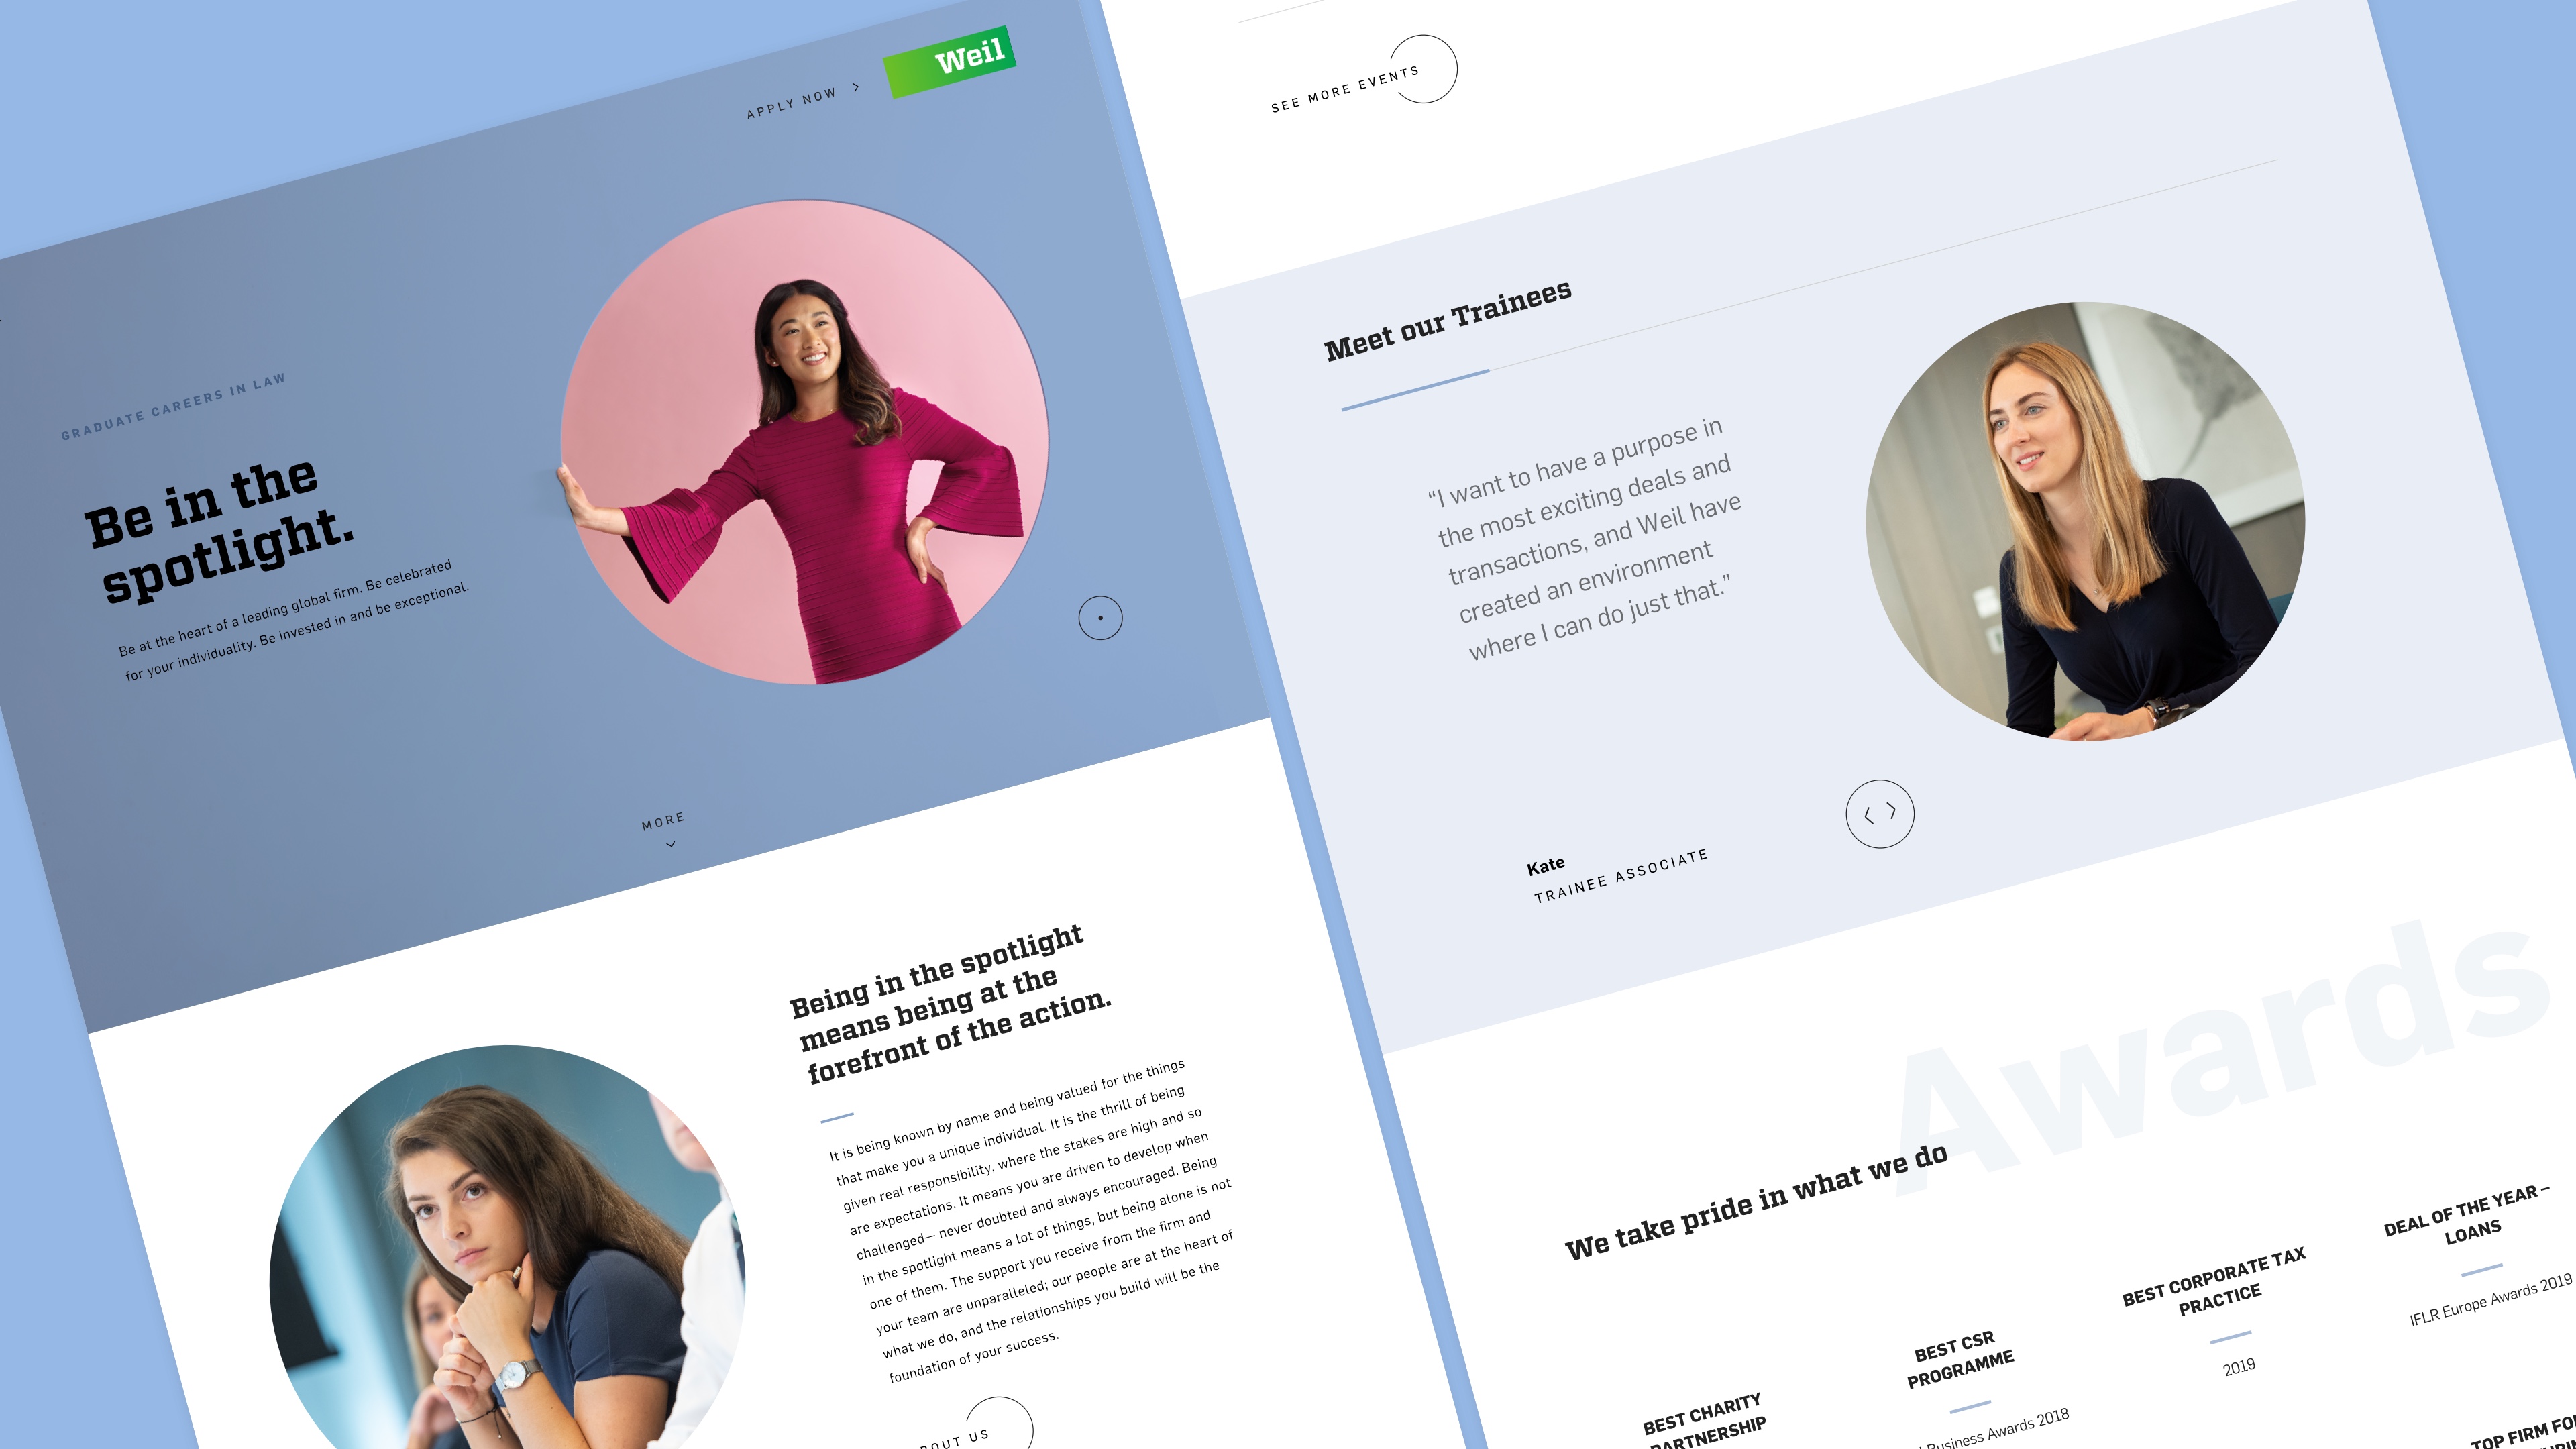 APPLY NOW
Weil
GRADUATE CAREERS IN LAW
Be in the
spotlight.
Be at the heart of a leading global firm. Be celebrated
for your individuality. Be invested in and be exceptional.
MORE
Being in the spotlight
means being at the
forefront of the action.
It is being known by name and being valued for the things
that make you a unique individual. It is the thrill of being
given real responsibility, where the stakes are high and so
are expectations. It means you are driven to develop when
challenged— never doubted and always encouraged. Being
in the spotlight means a lot of things, but being alone is not
one of them. The support you receive from the firm and
your team are unparalleled; our people are at the heart of
what we do, and the relationships you build will be the
foundation of your success.
US
SEE MORE EVENTS
Meet our Trainees
“I want to have a purpose in
the most exciting deals and
transactions, and Weil have
created an environment
where I can do just that.”
Kate
TRAINEE ASSOCIATE
Awards
We take pride in what we do
BEST CHARITY
PARTNERSHIP
BEST CSR
PROGRAMME
Business Awards 2018
BEST CORPORATE TAX
PRACTICE
2019
DEAL OF THE YEAR –
LOANS
IFLR Europe Awards 2019
TOP FIRM